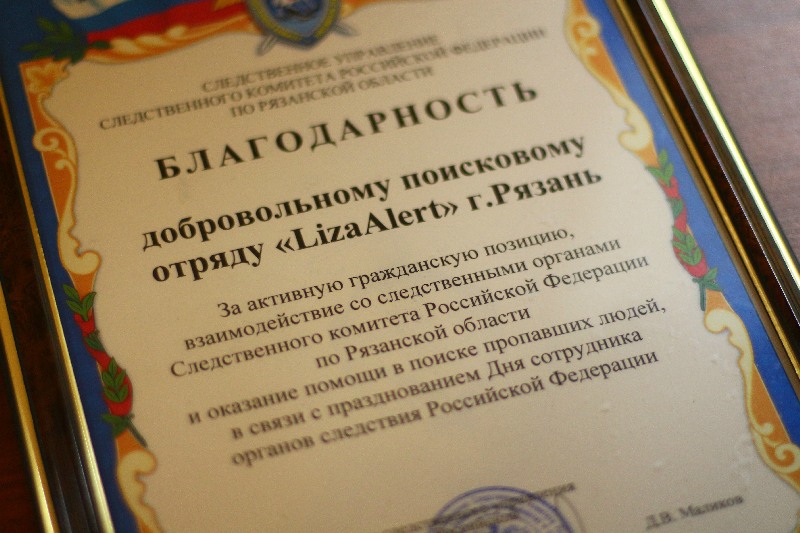 СЛЕДСТВЕННОЕ УПРАВЛЕНИЕ
СЛЕДСТВЕННОГО КОМИТЕТА РОССИЙСКОЙ ФЕДЕРАЦИИ
ПО РЯЗАНСКОЙ ОБЛАСТИ
БЛАГОДАРНОСТЬ
добровольному поисковому
отряду «LizaAlert» г.Рязань
За активную гражданскую позицию,
взаимодействие со следственными органами
Следственного комитета Российской Федерации
по Рязанской области
и оказание помощи в поиске пропавших людей,
в связи с празднованием Дня сотрудника
органов следствия Российской Федерации
Д.В. Маликов